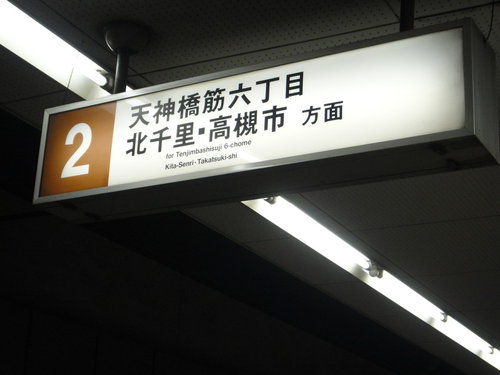 2
天神橋筋六丁目
北千里・高槻市 方面
for Tenjimbashisuji 6-chome
Kita-Senri・Takatsuki-shi